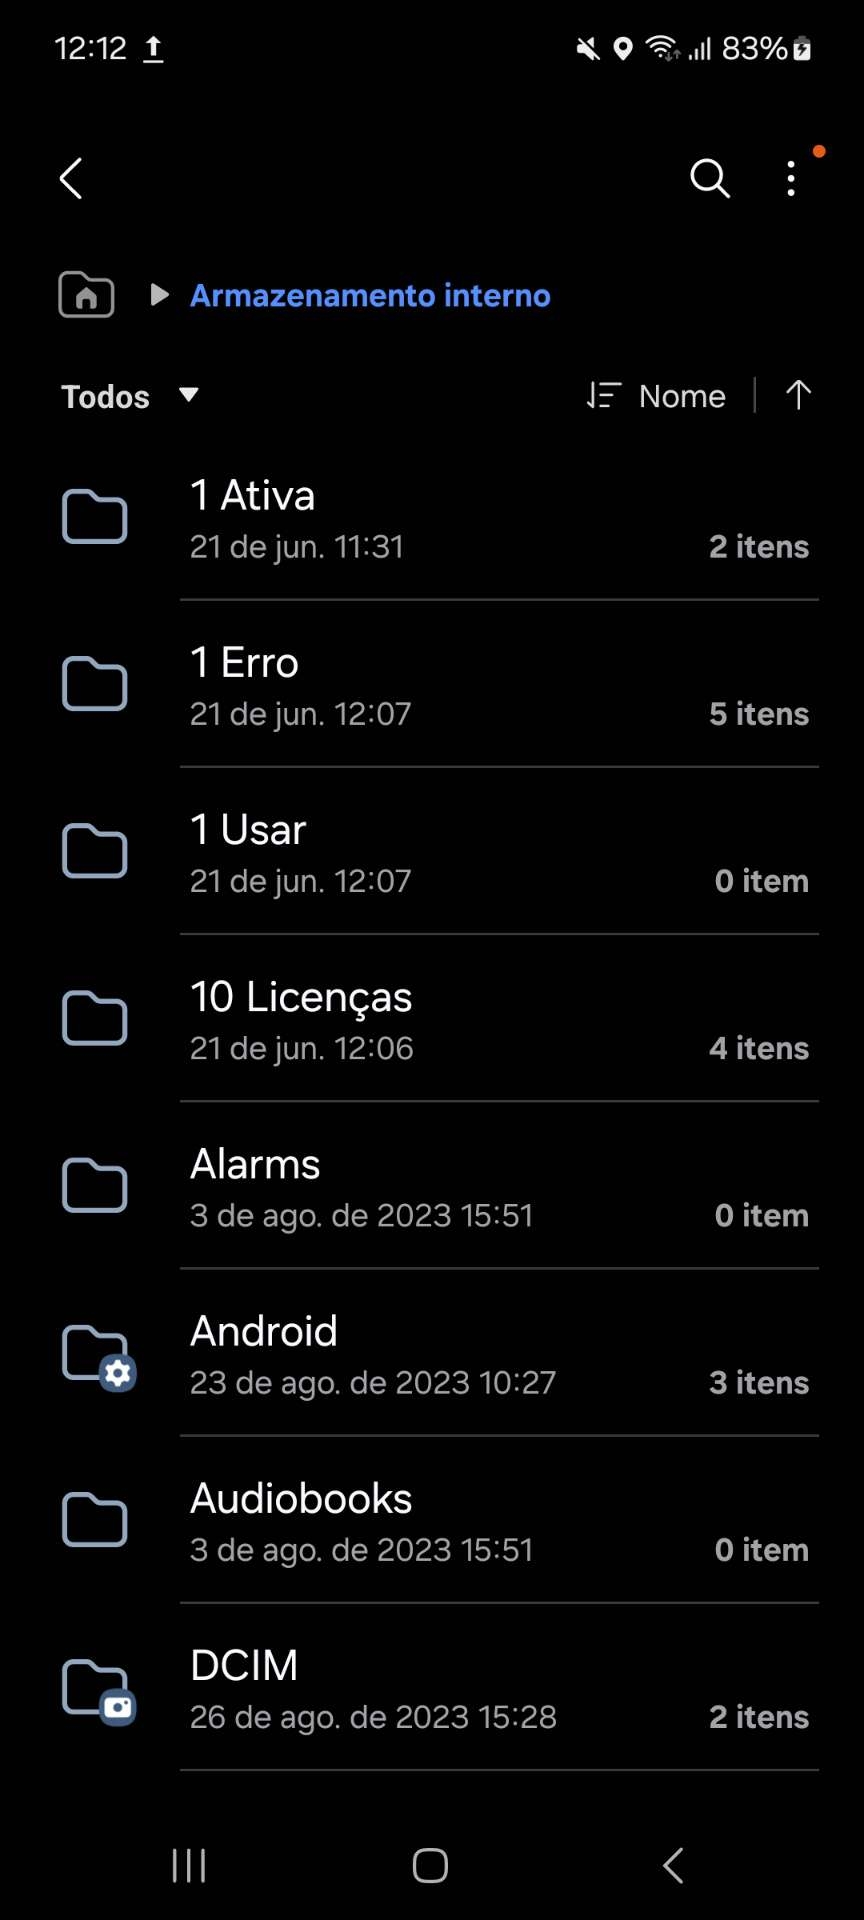 12:12
83%
Armazenamento interno
Todos
Nome
1 Ativa
21 de jun. 11:31
2 itens
1 Erro
21 de jun. 12:07
5 itens
1 Usar
21 de jun. 12:07
0 item
10 Licenças
21 de jun. 12:06
4 itens
Alarms
3 de ago. de 2023 15:51
0 item
Android
23 de ago. de 2023 10:27
3 itens
Audiobooks
3 de ago. de 2023 15:51
0 item
DCIM
26 de ago. de 2023 15:28
2 itens